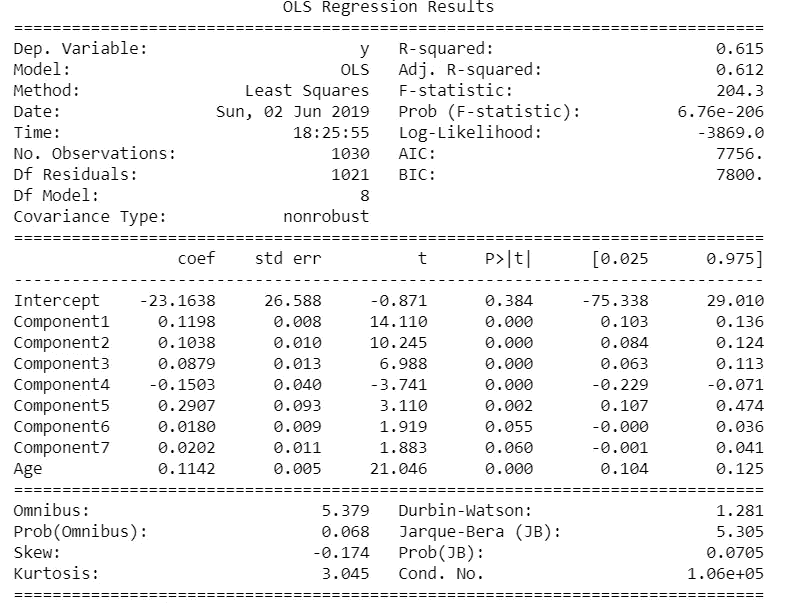 OLS Regression Results
==============================================================================
Dep. Variable:                      y   R-squared:                       0.615
Model:                            OLS   Adj. R-squared:                  0.612
Method:                 Least Squares   F-statistic:                     204.3
Date:                Sun, 02 Jun 2019   Prob (F-statistic):          6.76e-206
Time:                        18:25:55   Log-Likelihood:                -3869.0
No. Observations:                1030   AIC:                             7756.
Df Residuals:                    1021   BIC:                             7800.
Df Model:                           8
Covariance Type:            nonrobust
==============================================================================
                 coef    std err          t      P>|t|      [0.025      0.975]
------------------------------------------------------------------------------
Intercept    -23.1638     26.588     -0.871      0.384     -75.338      29.010
Component1     0.1198      0.008     14.110      0.000       0.103       0.136
Component2     0.1038      0.010     10.245      0.000       0.084       0.124
Component3     0.0879      0.013      6.988      0.000       0.063       0.113
Component4    -0.1503      0.040     -3.741      0.000      -0.229      -0.071
Component5     0.2907      0.093      3.110      0.002       0.107       0.474
Component6     0.0180      0.009      1.919      0.055      -0.000       0.036
Component7     0.0202      0.011      1.883      0.060      -0.001       0.041
Age            0.1142      0.005     21.046      0.000       0.104       0.125
==============================================================================
Omnibus:                        5.379   Durbin-Watson:                   1.281
Prob(Omnibus):                  0.068   Jarque-Bera (JB):                5.305
Skew:                          -0.174   Prob(JB):                       0.0705
Kurtosis:                       3.045   Cond. No.                     1.06e+05
==============================================================================